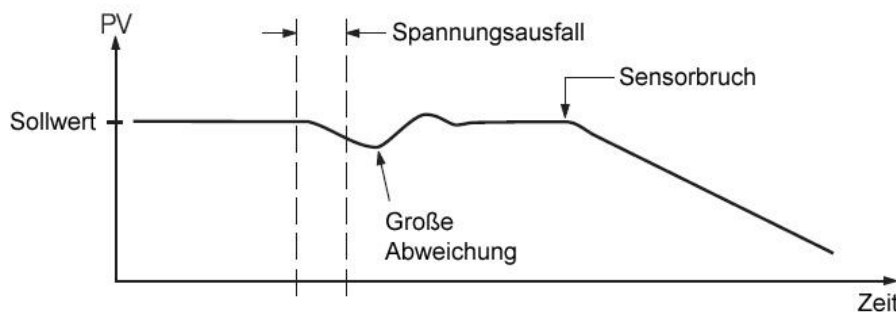 PV
Spannungsausfall
Sensorbruch
Sollwert
Große
Abweichung
Zeit